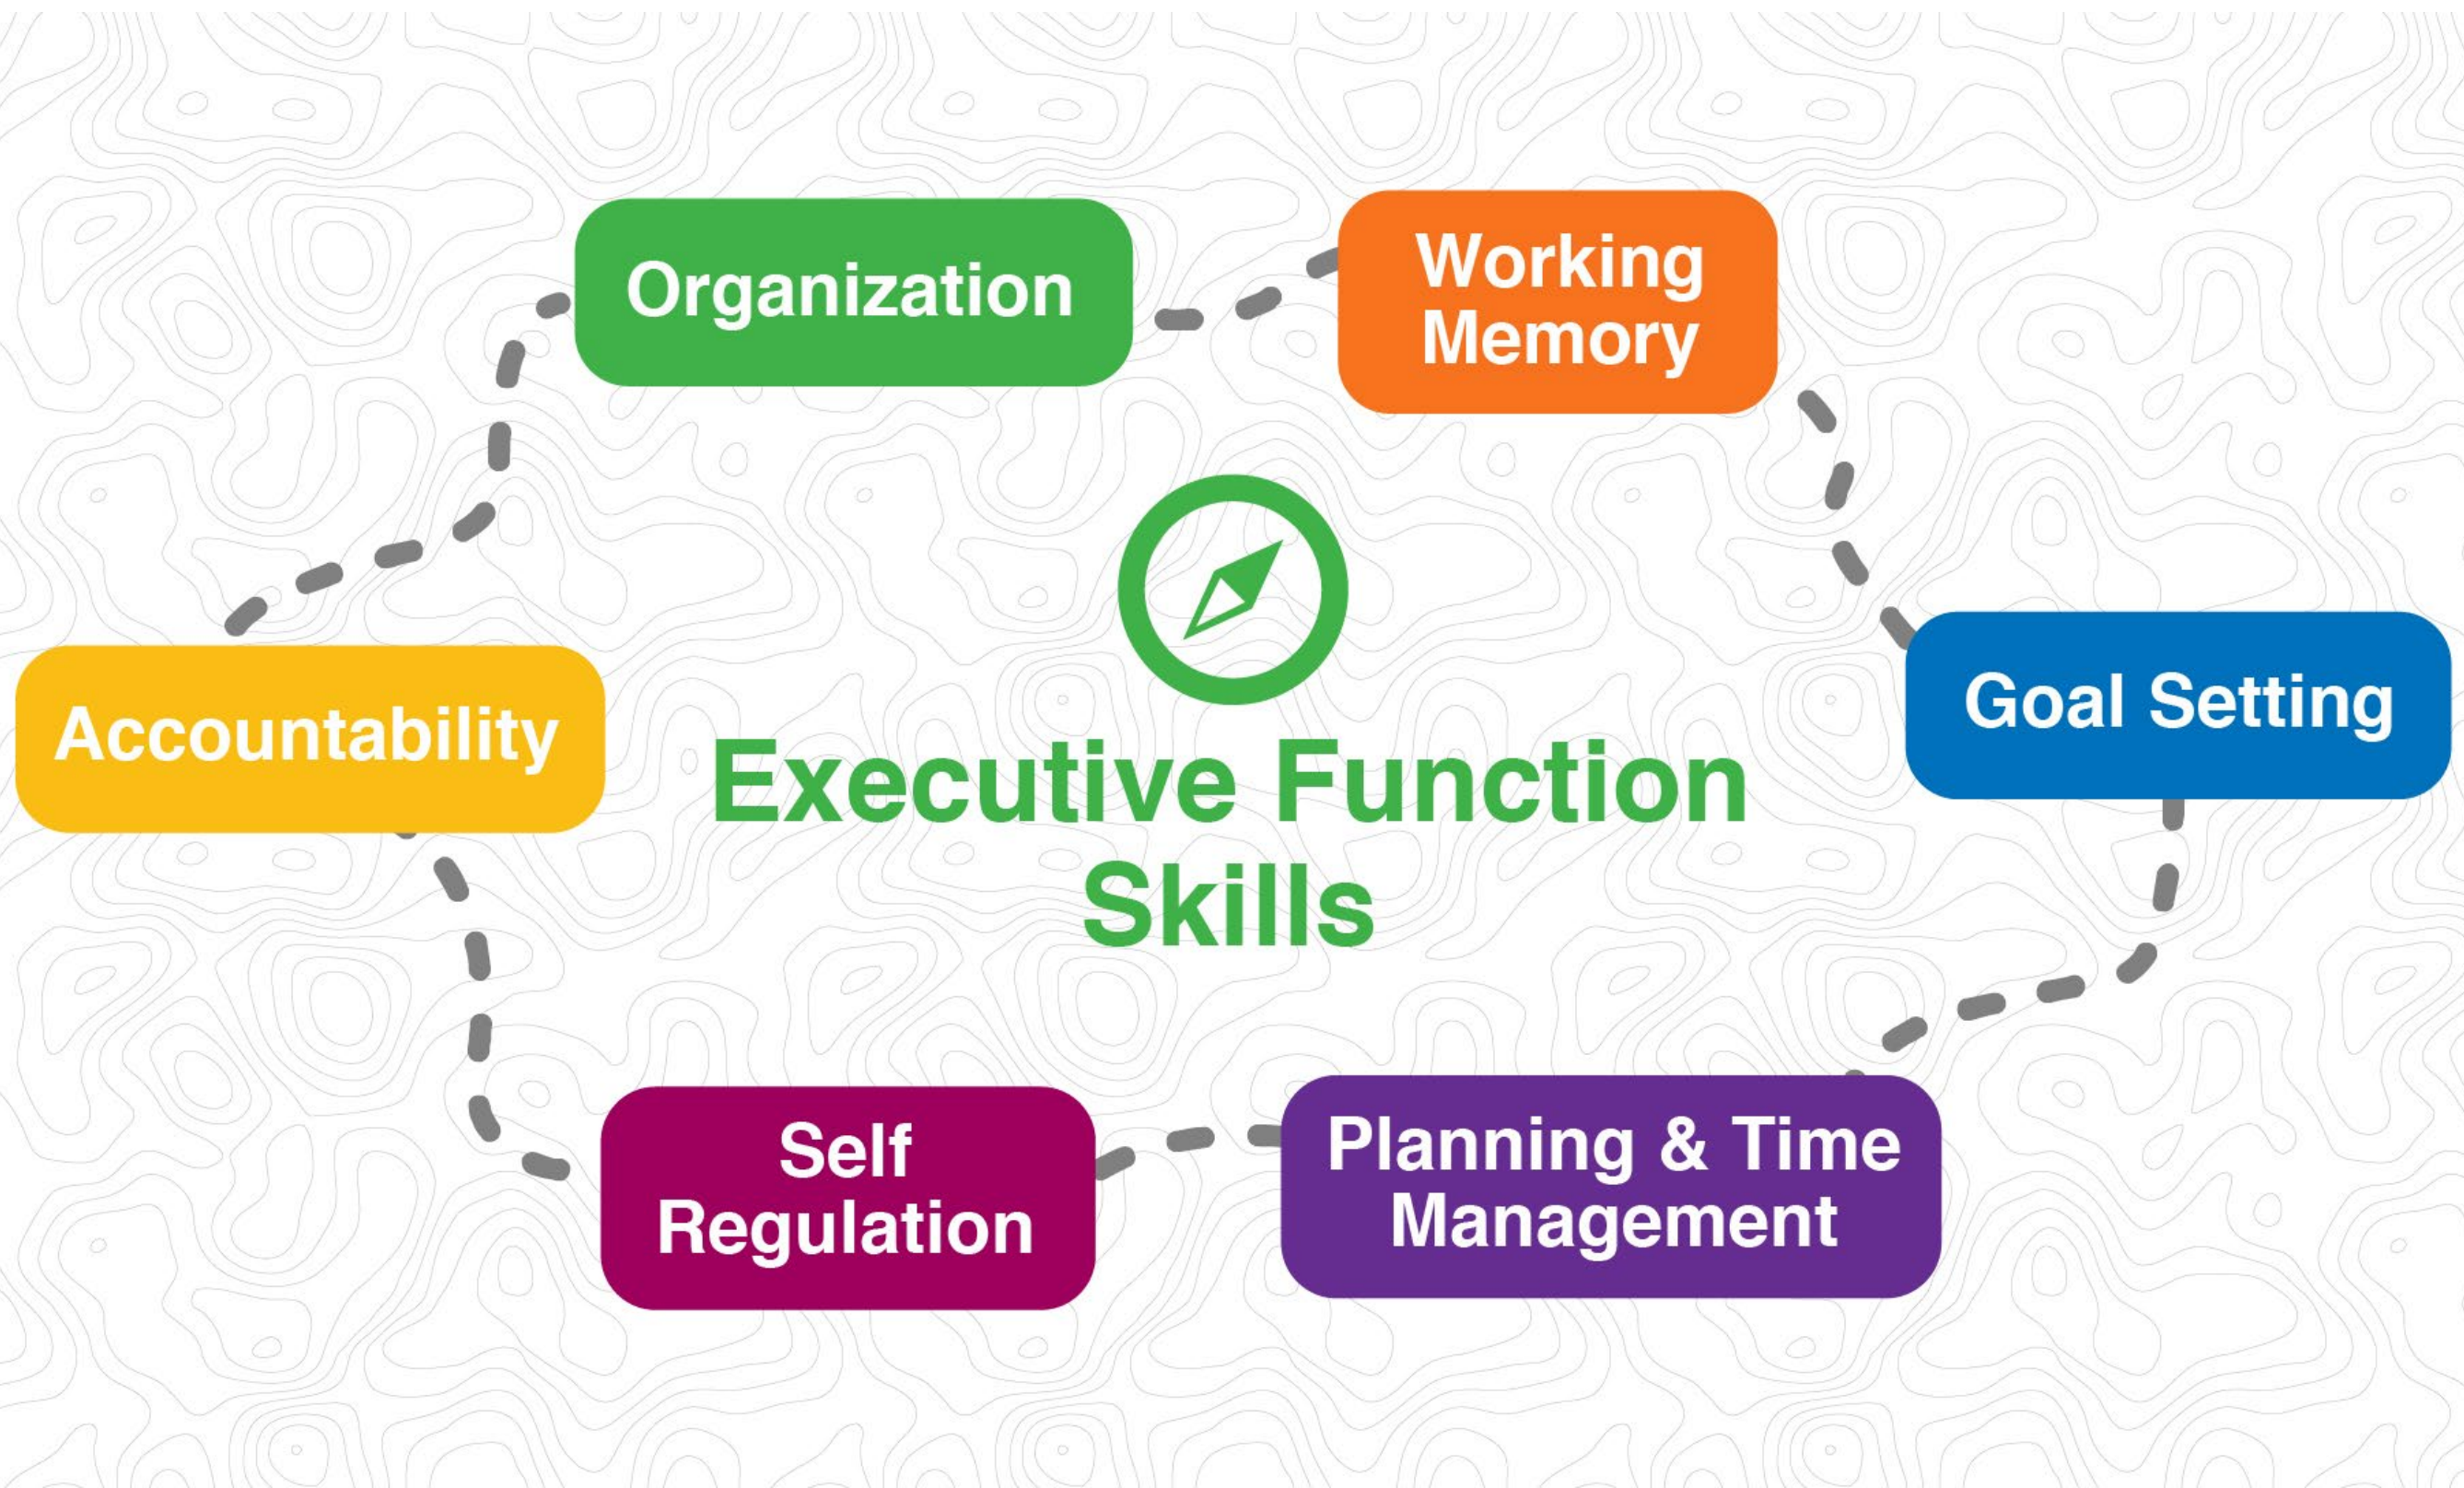 Organization
Working
Memory
Accountability
Goal Setting
Executive Function
Skills
Self
Regulation
Planning & Time
Management